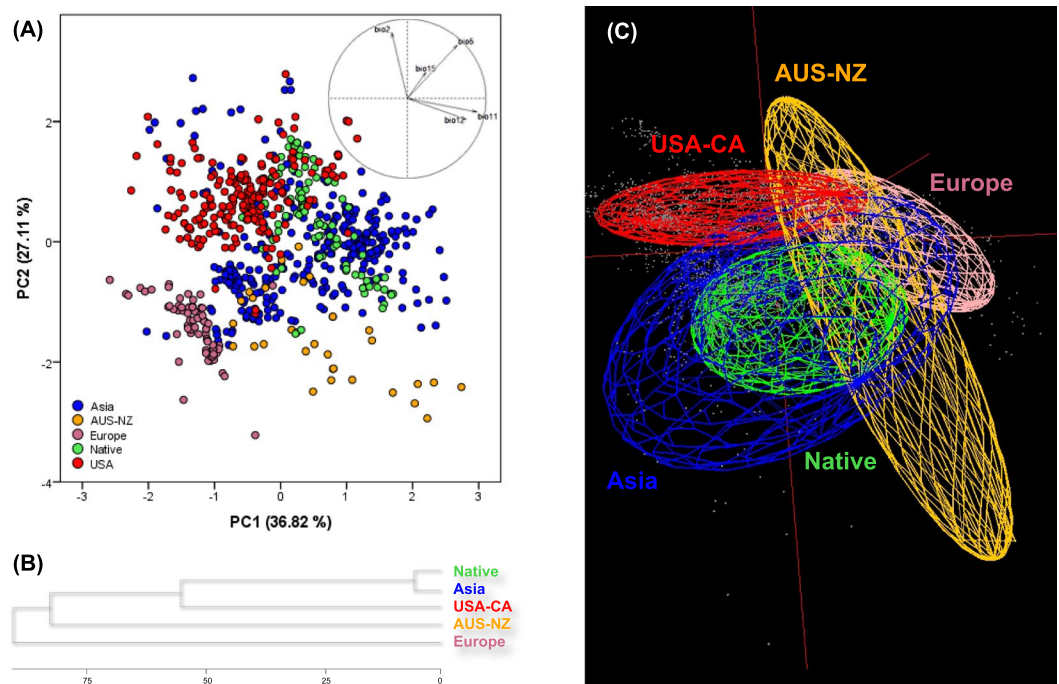 (A)
bio2
bio5
bio15
bio11
bio12
PC2 (27.11 %)
2
0
-2
-4
Asia
AUS-NZ
Europe
Native
USA
-3
-2
-1
0
1
2
3
PC1 (36.82 %)
(B)
Native
Asia
USA-CA
AUS-NZ
Europe
75
50
25
0
(C)
AUS-NZ
USA-CA
Europe
Native
Asia